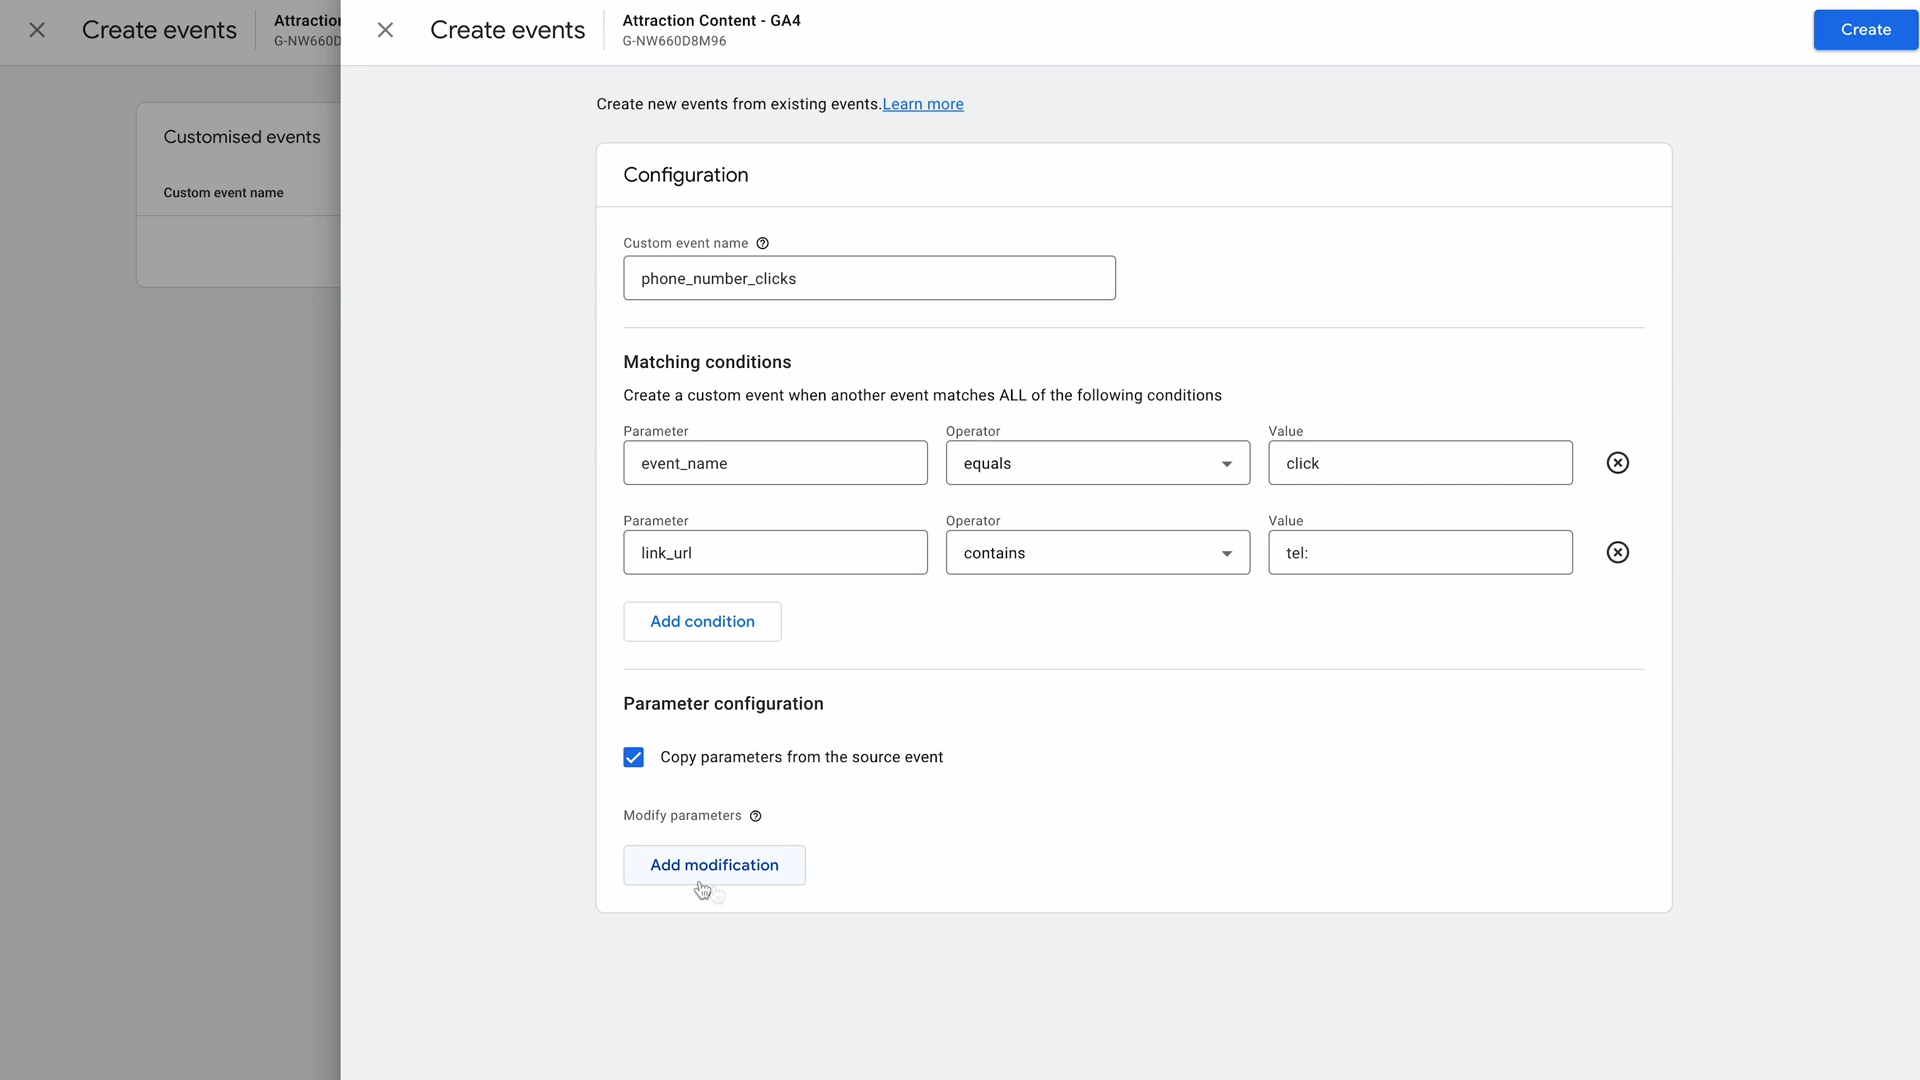 Create events
Attraction
G-NW660D
Customised events
Custom event name
Create events
Attraction Content - GA4
G-NW660D8M96
Create
Create new events from existing events.Learn more
Configuration
Custom event name
phone_number_clicks
Matching conditions
Create a custom event when another event matches ALL of the following conditions
Parameter Operator Value
event_name equals click
Parameter Operator Value
link_url contains tel:
Add condition
Parameter configuration
Copy parameters from the source event
Modify parameters
Add modification